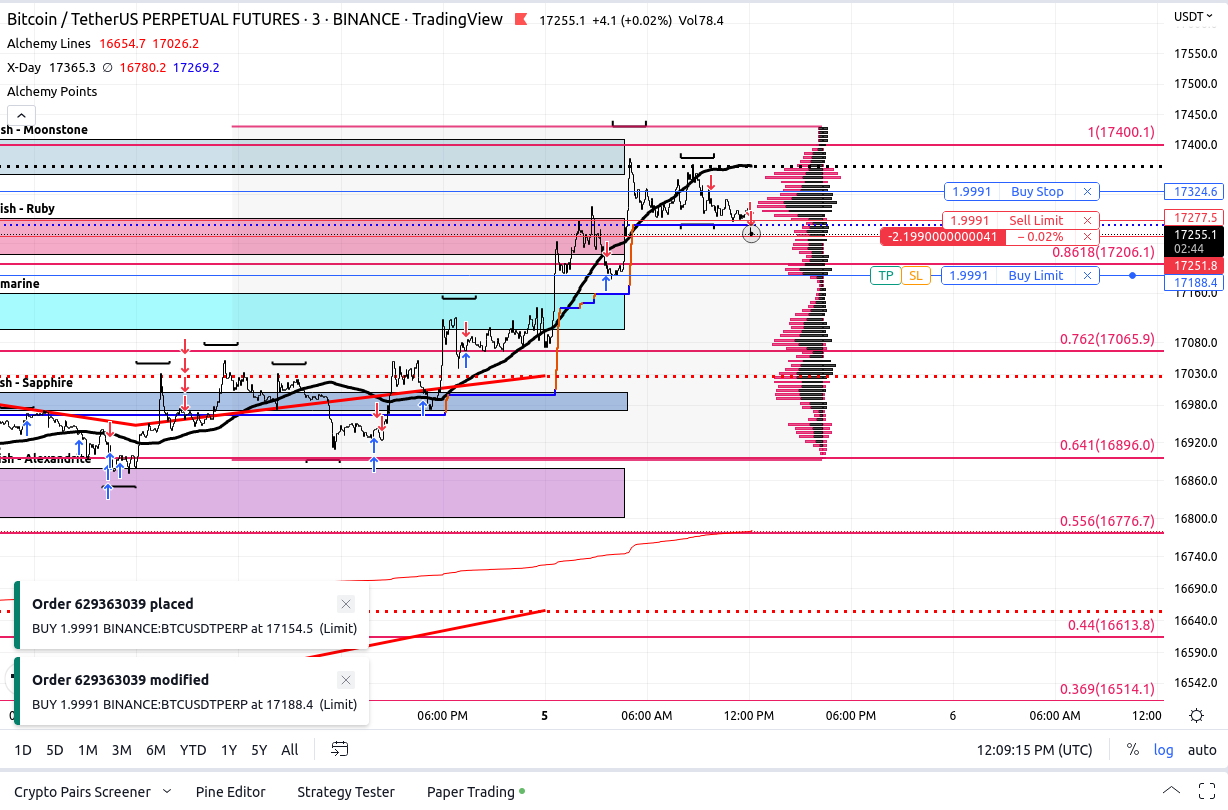 Bitcoin / TetherUS PERPETUAL FUTURES · 3 · BINANCE · TradingView 17255.1 +4.1 (+0.02%) Vol78.4
USDT
Alchemy Lines 16654.7 17026.2
X-Day 17365.3 ∅ 16780.2 17269.2
Alchemy Points
17550.0
17500.0
17450.0
sh - Moonstone
1(17400.1)
17400.0
1.9991 Buy Stop
17324.6
ish - Ruby
1.9991 Sell Limit
17277.5
-2.1990000000041 − 0.02%
17255.1
02:44
0.8618(17206.1)
17251.8
marine
TP SL 1.9991 Buy Limit
17188.4
17160.0
0.762(17065.9)
17080.0
sh - Sapphire
17030.0
16980.0
0.641(16896.0)
16920.0
ish - Alexandrite
16860.0
0.556(16776.7)
16800.0
16740.0
16690.0
Order 629363039 placed
BUY 1.9991 BINANCE:BTCUSDTPERP at 17154.5 (Limit)
0.44(16613.8)
16640.0
16590.0
Order 629363039 modified
BUY 1.9991 BINANCE:BTCUSDTPERP at 17188.4 (Limit)
0.369(16514.1)
16542.0
06:00 PM 5 06:00 AM 12:00 PM 06:00 PM 6 06:00 AM 12:00
1D 5D 1M 3M 6M YTD 1Y 5Y All 12:09:15 PM (UTC) % log auto
Crypto Pairs Screener Pine Editor Strategy Tester Paper Trading